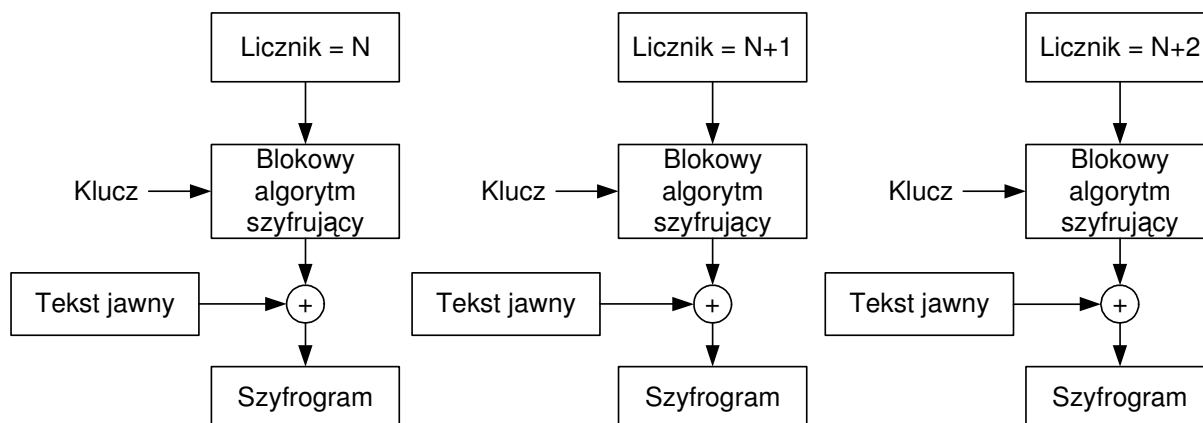 Licznik = N
Licznik = N+1
Licznik = N+2
Klucz
Blokowy
algorytm
szyfrujący
Klucz
Blokowy
algorytm
szyfrujący
Klucz
Blokowy
algorytm
szyfrujący
Tekst jawny
+
Tekst jawny
+
Tekst jawny
+
Szyfrogram
Szyfrogram
Szyfrogram